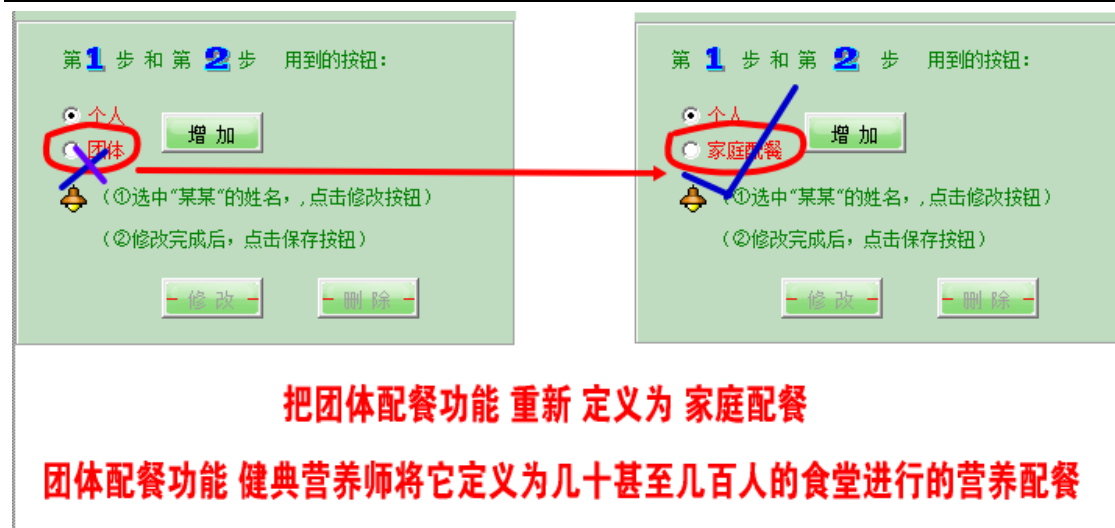 第1步和第2步 用到的按钮：
个人
团体
增加
（①选中“某某“的姓名，,点击修改按钮）
（②修改完成后，点击保存按钮）
修改 删除
第1步和第2步 用到的按钮：
个人
家庭配餐
增加
（①选中“某某“的姓名，,点击修改按钮）
（②修改完成后，点击保存按钮）
修改 删除
把团体配餐功能 重新 定义为 家庭配餐
团体配餐功能 健典营养师将它定义为几十甚至几百人的食堂进行的营养配餐